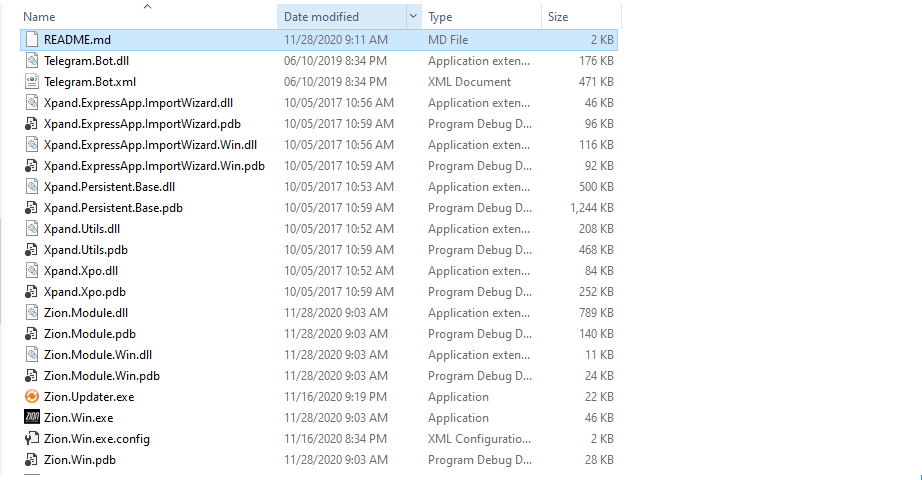 Name Date modified Type Size
README.md 11/28/2020 9:11 AM MD File 2 KB
Telegram.Bot.dll 06/10/2019 8:34 PM Application exten... 176 KB
Telegram.Bot.xml 06/10/2019 8:34 PM XML Document 471 KB
Xpand.ExpressApp.ImportWizard.dll 10/05/2017 10:56 AM Application exten... 46 KB
Xpand.ExpressApp.ImportWizard.pdb 10/05/2017 10:59 AM Program Debug D... 96 KB
Xpand.ExpressApp.ImportWizard.Win.dll 10/05/2017 10:56 AM Application exten... 116 KB
Xpand.ExpressApp.ImportWizard.Win.pdb 10/05/2017 10:59 AM Program Debug D... 92 KB
Xpand.Persistent.Base.dll 10/05/2017 10:53 AM Application exten... 500 KB
Xpand.Persistent.Base.pdb 10/05/2017 10:59 AM Program Debug D... 1,244 KB
Xpand.Utils.dll 10/05/2017 10:52 AM Application exten... 208 KB
Xpand.Utils.pdb 10/05/2017 10:59 AM Program Debug D... 468 KB
Xpand.Xpo.dll 10/05/2017 10:52 AM Application exten... 84 KB
Xpand.Xpo.pdb 10/05/2017 10:59 AM Program Debug D... 252 KB
Zion.Module.dll 11/28/2020 9:03 AM Application exten... 789 KB
Zion.Module.pdb 11/28/2020 9:03 AM Program Debug D... 140 KB
Zion.Module.Win.dll 11/28/2020 9:03 AM Application exten... 11 KB
Zion.Module.Win.pdb 11/28/2020 9:03 AM Program Debug D... 24 KB
Zion.Updater.exe 11/16/2020 9:19 PM Application 22 KB
ZION Zion.Win.exe 11/28/2020 9:03 AM Application 46 KB
Zion.Win.exe.config 11/16/2020 8:34 PM XML Configuratio... 2 KB
Zion.Win.pdb 11/28/2020 9:03 AM Program Debug D... 28 KB